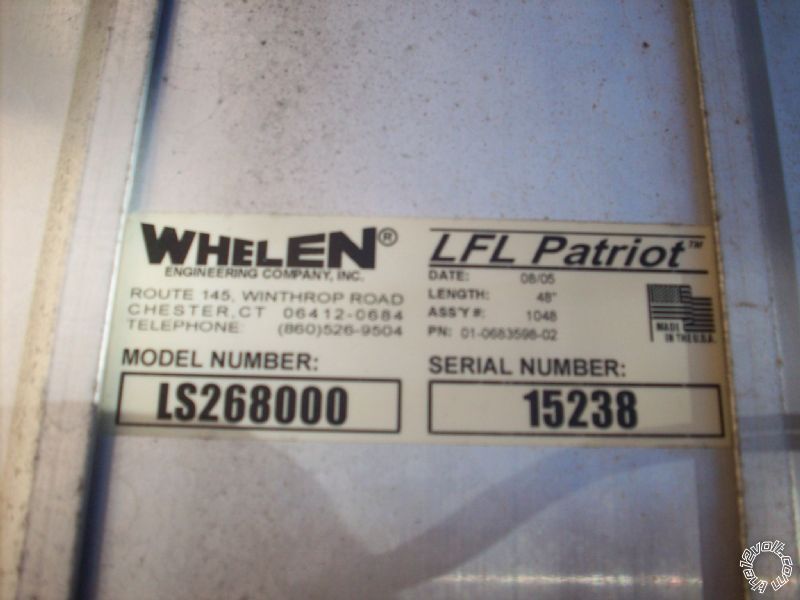 WHELEN®
ENGINEERING COMPANY, INC.
ROUTE 145, WINTHROP ROAD
CHESTER, CT 06412-0684
TELEPHONE: (860)526-9504
LFL Patriot™
DATE: 08/05
LENGTH: 48"
ASS'Y #: 1048
PN: 01-0683598-02
MADE
IN THE U.S.A.
MODEL NUMBER:
LS268000
SERIAL NUMBER:
15238
the12volt.com